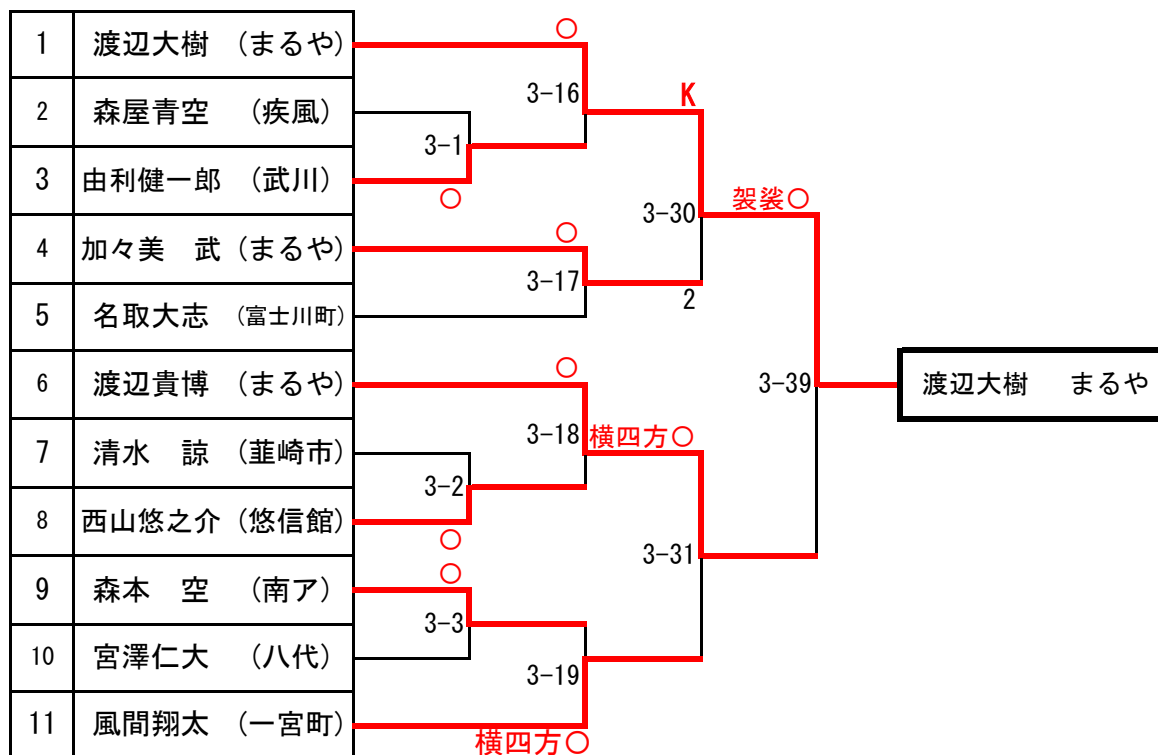 1 渡辺大樹 (まるや)
2 森屋青空 (疾風)
3 由利健一郎 (武川)
4 加々美 武 (まるや)
5 名取大志 (富士川町)
6 渡辺貴博 (まるや)
7 清水 諒 (韮崎市)
8 西山悠之介 (悠信館)
9 森本 空 (南ア)
10 宮澤仁大 (八代)
11 風間翔太 (一宮町)
○
3-16
3-1
○
○
3-17
○
3-18
3-2
○
○
3-3
3-19
横四方○
K
3-30
2
横四方○
3-31
袈裟○
3-39
渡辺大樹 まるや